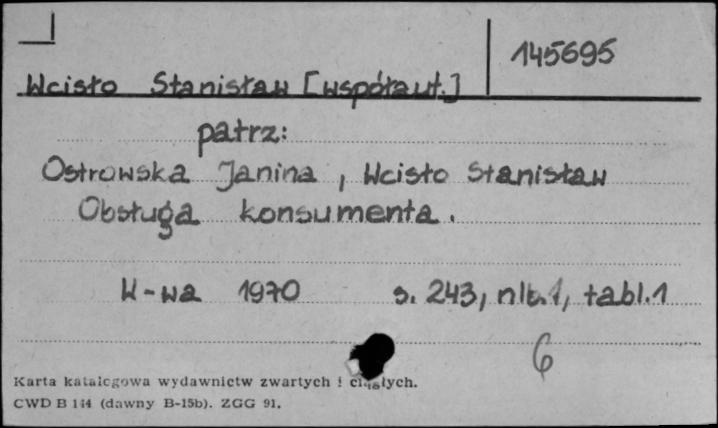 145695
Wcisło Stanisław [współaut.]
patrz:
Ostrowska Janina, Wcisło Stanisław
Obsługa konsumenta.
W-wa 1970 s. 243, nlb. 1, tabl. 1
6
Karta katalogowa wydawnictw zwartych i ciągłych.
CWD B 144 (dawny B-15b). ZGG 91.